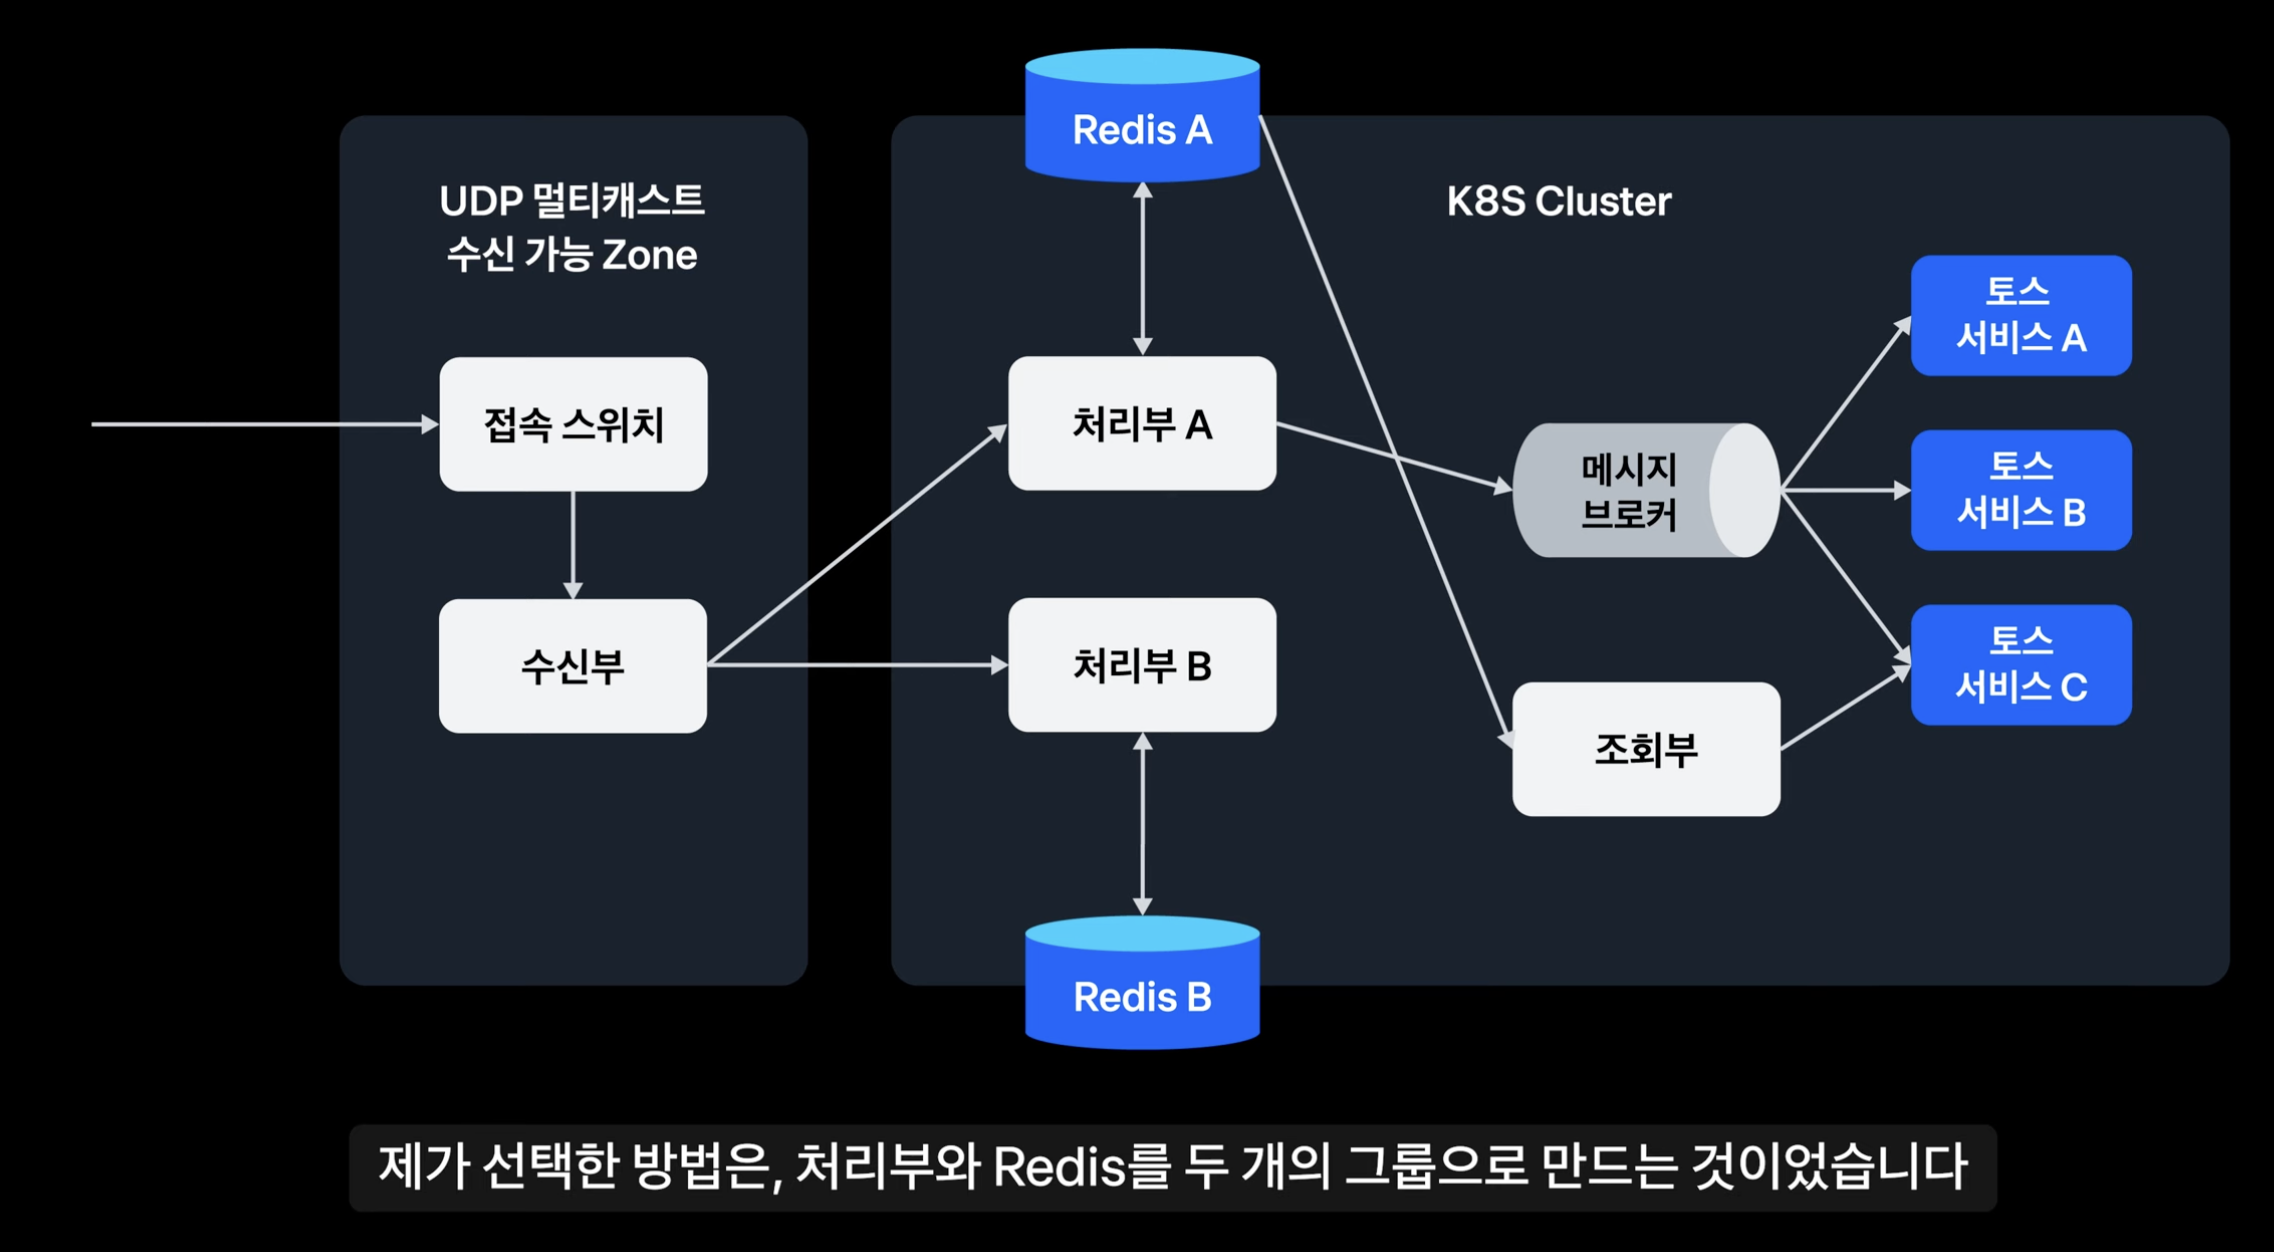 Redis A
UDP 멀티캐스트
수신 가능 Zone
K8S Cluster
접속 스위치
수신부
처리부 A
처리부 B
Redis B
메시지
브로커
조회부
토스
서비스 A
토스
서비스 B
토스
서비스 C
제가 선택한 방법은, 처리부와 Redis를 두 개의 그룹으로 만드는 것이었습니다